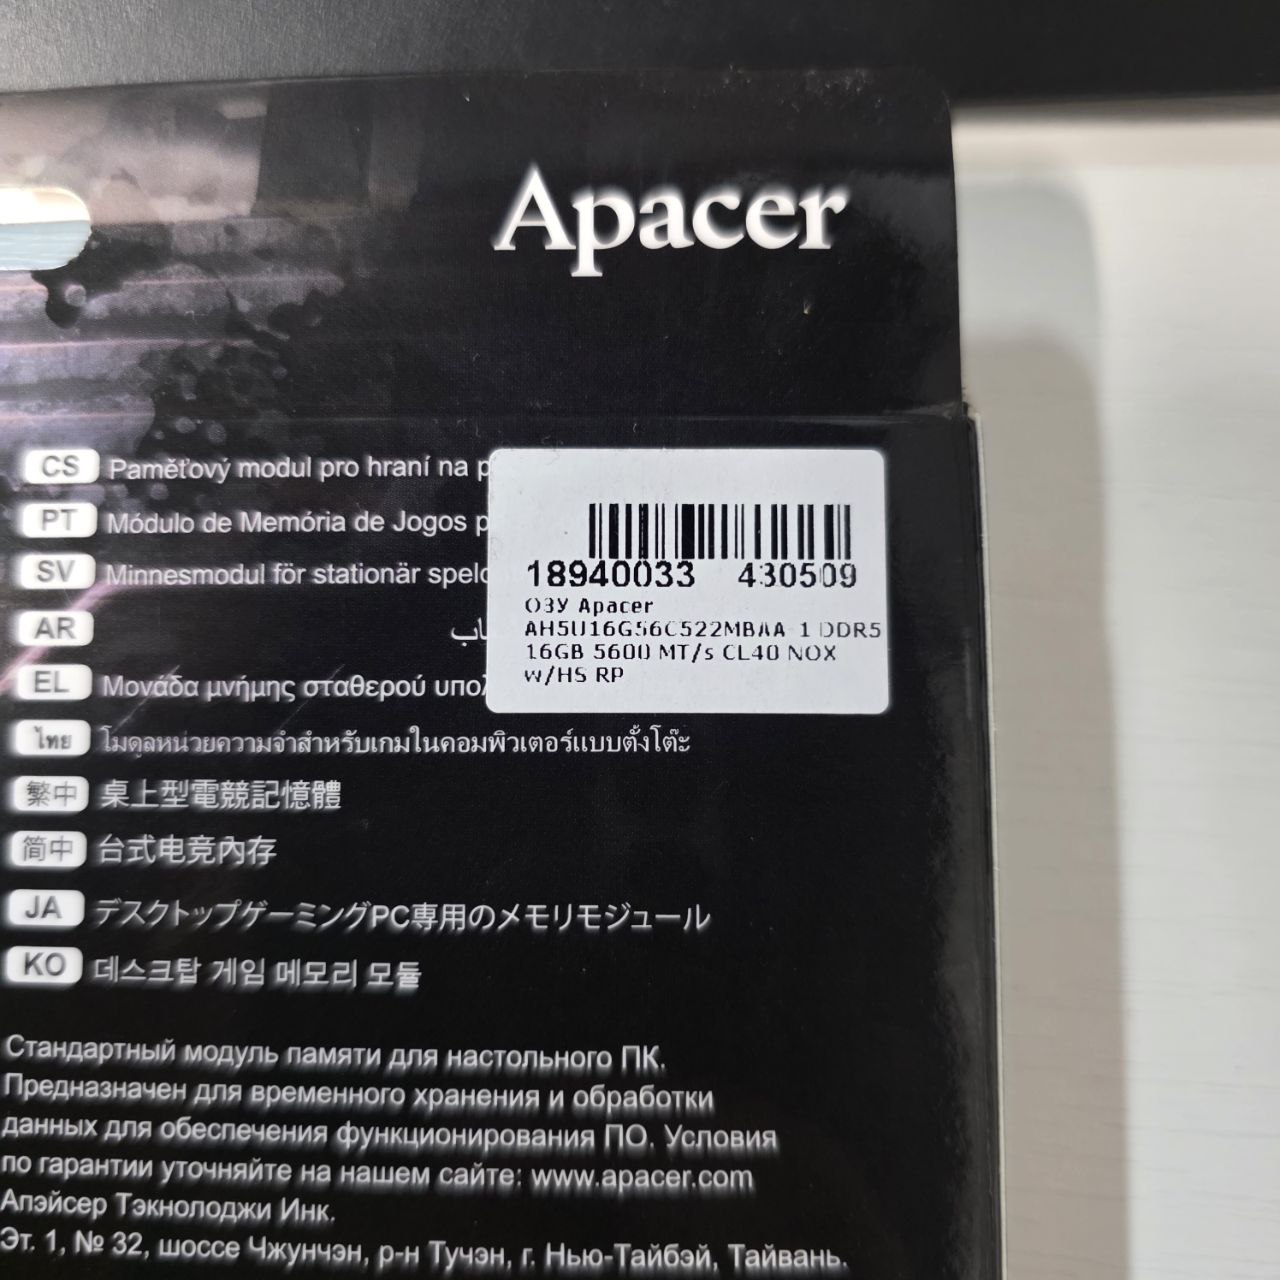 Apacer
CS Paměťový modul pro hraní na p
PT Módulo de Memória de Jogos p
SV Minnesmodul för stationär spel
18940033 430509
ОЗУ Apacer
AH5U16G56C522MBAA-1 DDR5
16GB 5600 MT/s CL40 NOX
w/HS RP
AR
EL Μονάδα μνήμης σταθερού υπολ
ไทย โมดูลหน่วยความจำสำหรับเกมในคอมพิวเตอร์แบบตั้งโต๊ะ
繁中 桌上型電競記憶體
简中 台式电竞内存
JA デスクトップゲーミングPC専用のメモリモジュール
KO 데스크탑 게임 메모리 모듈
Стандартный модуль памяти для настольного ПК.
Предназначен для временного хранения и обработки
данных для обеспечения функционирования ПО. Условия
по гарантии уточняйте на нашем сайте: www.apacer.com
Апэйсер Тэкнолоджи Инк.
Эт. 1, № 32, шоссе Чжунчэн, р-н Тучэн, г. Нью-Тайбэй, Тайвань.